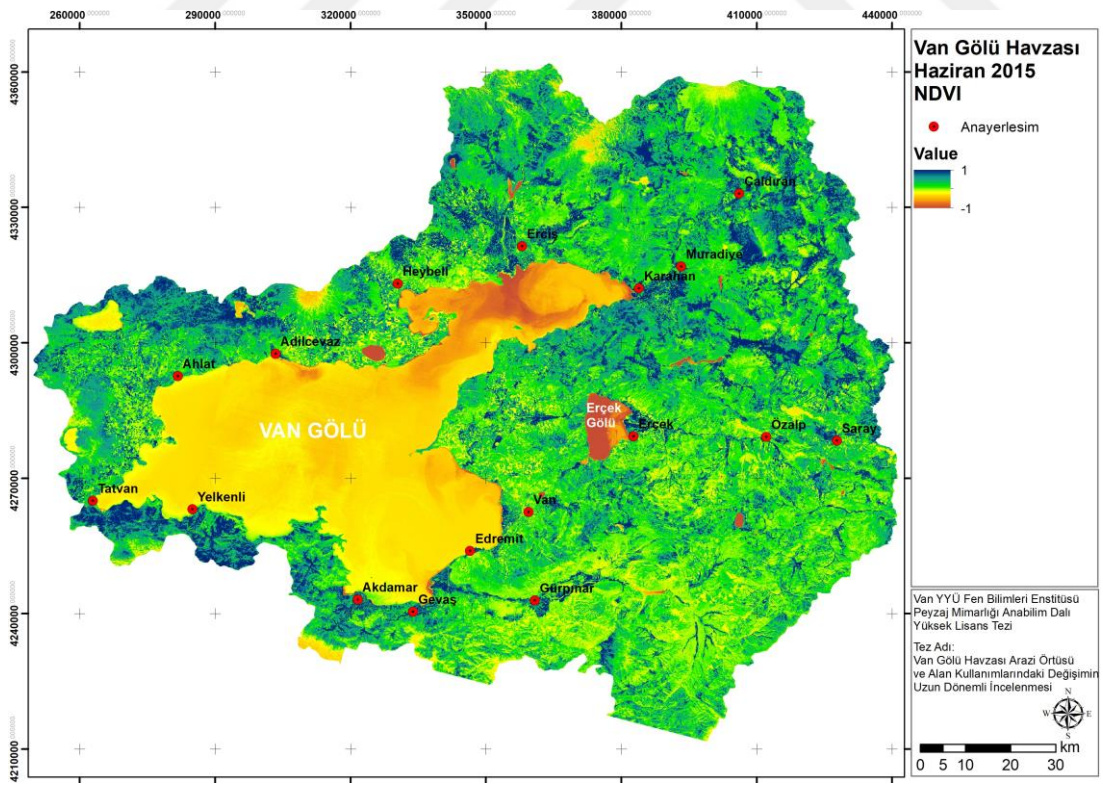 260000 290000 320000 350000 380000 410000 440000
4360000
4330000
4300000
4270000
4240000
4210000
Çaldıran
Erciş
Muradiye
Heybeli
Karahan
Adilcevaz
Ahlat
VAN GÖLÜ
Erçek
Gölü
Erçek
Özalp
Saray
Tatvan
Yelkenli
Van
Edremit
Akdamar
Gevaş
Gürpınar
Van Gölü Havzası
Haziran 2015
NDVI
Anayerlesim
Value
1
-1
Van YYÜ Fen Bilimleri Enstitüsü
Peyzaj Mimarlığı Anabilim Dalı
Yüksek Lisans Tezi
Tez Adı:
Van Gölü Havzası Arazi Örtüsü
ve Alan Kullanımlarındaki Değişimin
Uzun Dönemli İncelenmesi
N
W E
S
km
0 5 10 20 30